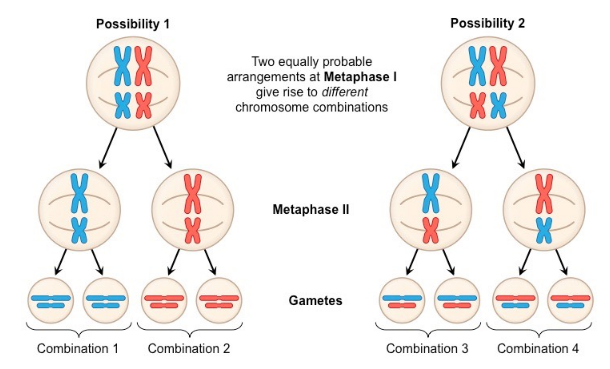 Possibility 1
Possibility 2
Two equally probable
arrangements at Metaphase I
give rise to different
chromosome combinations
Metaphase II
Gametes
Combination 1
Combination 2
Combination 3
Combination 4